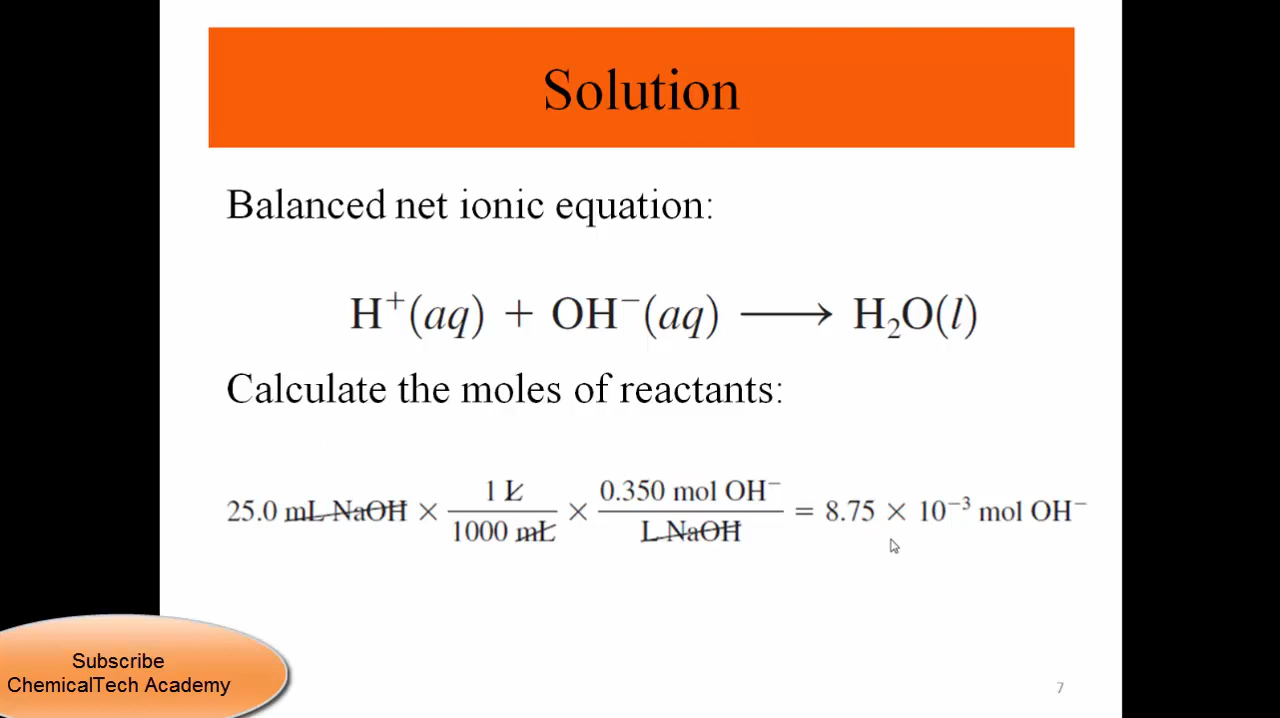 Solution
Balanced net ionic equation:
H⁺(aq) + OH⁻(aq) ⟶ H₂O(l)
Calculate the moles of reactants:
25.0 mL NaOH × 1 L / 1000 mL × 0.350 mol OH⁻ / L NaOH = 8.75 × 10⁻³ mol OH⁻
Subscribe
ChemicalTech Academy
7